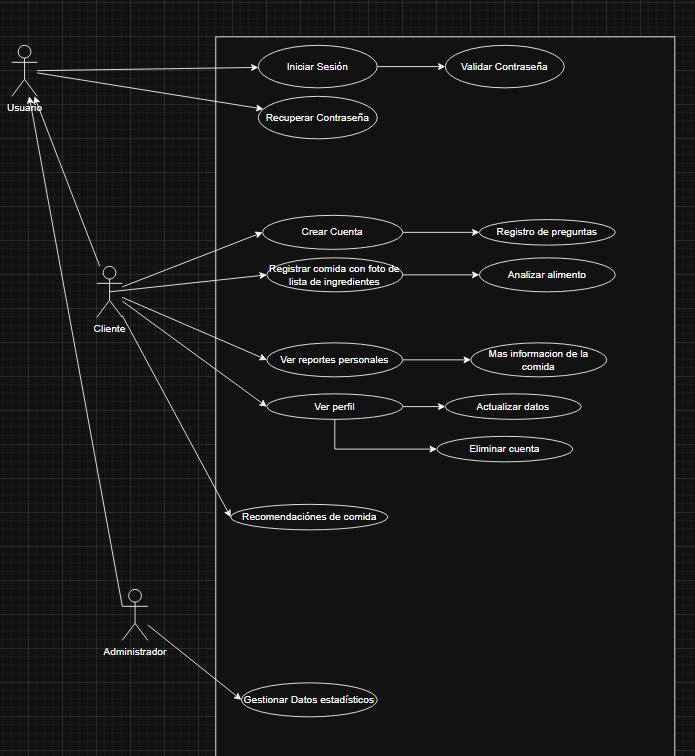 Iniciar Sesión
Validar Contraseña
Usuario
Recuperar Contraseña
Crear Cuenta
Registro de preguntas
Registrar comida con foto de
lista de ingredientes
Analizar alimento
Cliente
Ver reportes personales
Mas informacion de la
comida
Ver perfil
Actualizar datos
Eliminar cuenta
Recomendaciónes de comida
Administrador
Gestionar Datos estadísticos